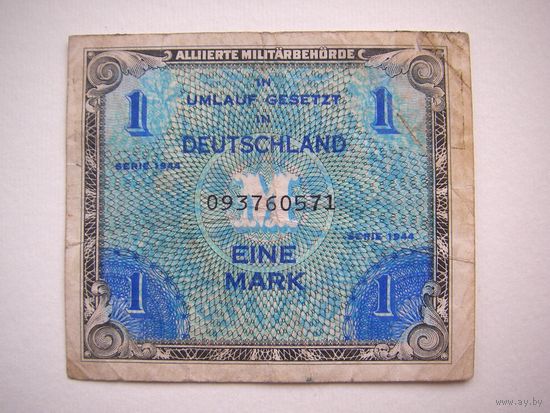 ALLIIERTE MILITÄRBEHÖRDE
IN
UMLAUF GESETZT
IN
DEUTSCHLAND
1 1
SERIE 1944
M
093760571
SERIE 1944
EINE
MARK
1 1
www.ay.by